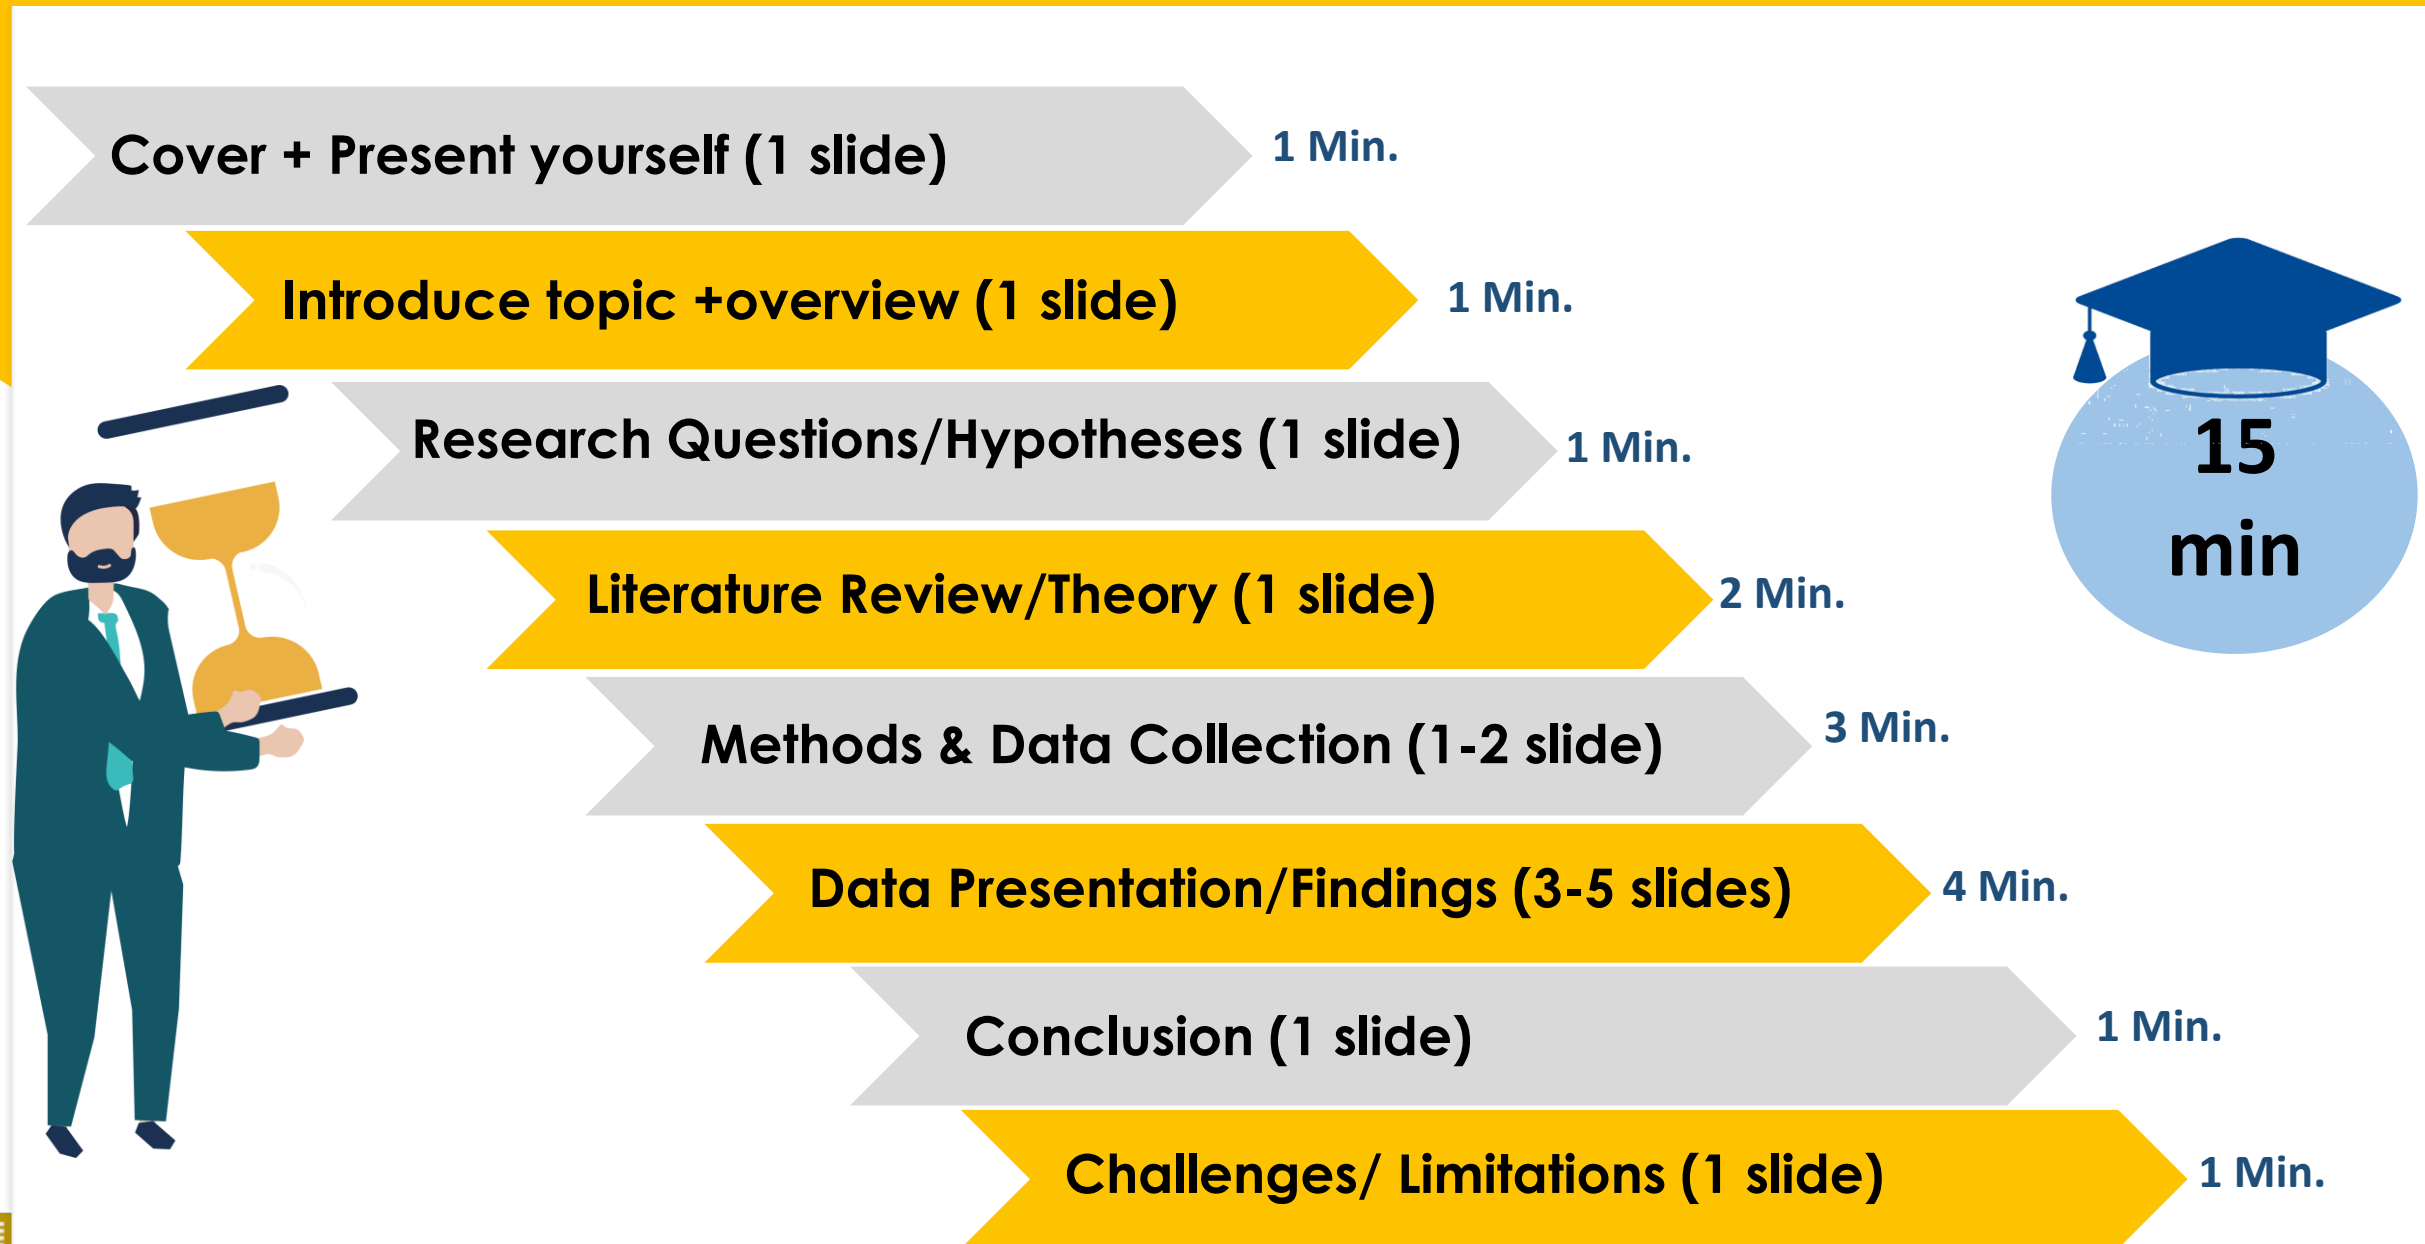 Cover + Present yourself (1 slide)
1 Min.
Introduce topic +overview (1 slide)
1 Min.
Research Questions/Hypotheses (1 slide)
1 Min.
15
min
Literature Review/Theory (1 slide)
2 Min.
Methods & Data Collection (1-2 slide)
3 Min.
Data Presentation/Findings (3-5 slides)
4 Min.
Conclusion (1 slide)
1 Min.
Challenges/ Limitations (1 slide)
1 Min.